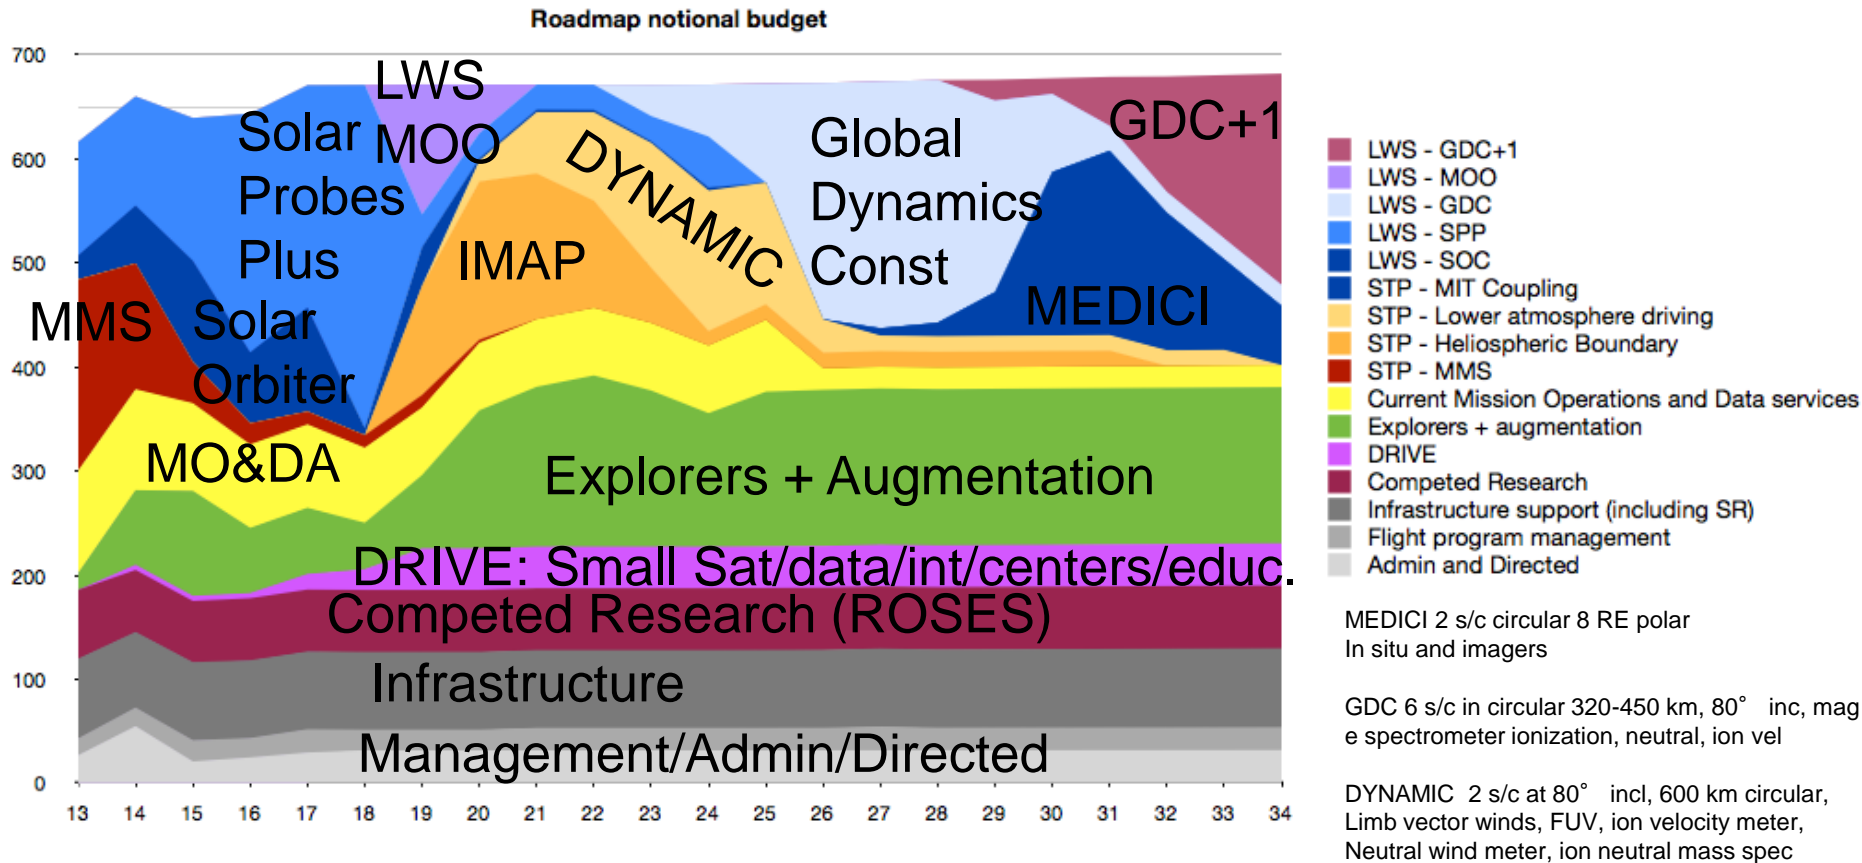 Roadmap notional budget
700
600
500
400
300
200
100
0
13 14 15 16 17 18 19 20 21 22 23 24 25 26 27 28 29 30 31 32 33 34
LWS
MOO
Solar
Probes
Plus
Solar
Orbiter
MMS
IMAP
DYNAMIC
Global
Dynamics
Const
GDC+1
MEDICI
MO&DA
Explorers + Augmentation
DRIVE: Small Sat/data/int/centers/educ.
Competed Research (ROSES)
Infrastructure
Management/Admin/Directed
LWS - GDC+1
LWS - MOO
LWS - GDC
LWS - SPP
LWS - SOC
STP - MIT Coupling
STP - Lower atmosphere driving
STP - Heliospheric Boundary
STP - MMS
Current Mission Operations and Data services
Explorers + augmentation
DRIVE
Competed Research
Infrastructure support (including SR)
Flight program management
Admin and Directed
MEDICI 2 s/c circular 8 RE polar
In situ and imagers
GDC 6 s/c in circular 320-450 km, 80° inc, mag
e spectrometer ionization, neutral, ion vel
DYNAMIC 2 s/c at 80° incl, 600 km circular,
Limb vector winds, FUV, ion velocity meter,
Neutral wind meter, ion neutral mass spec